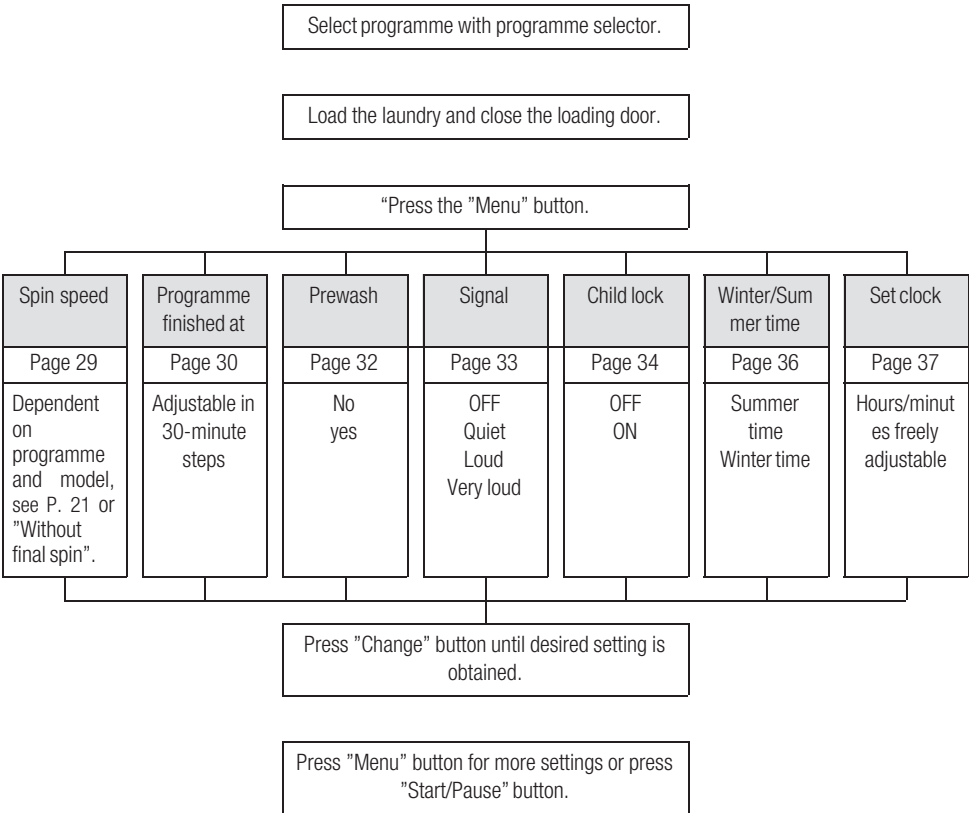 Select programme with programme selector.
Load the laundry and close the loading door.
“Press the ”Menu” button.
Spin speed
Page 29
Dependent
on
programme
and model,
see P. 21 or
”Without
final spin”.
Programme
finished at
Page 30
Adjustable in
30-minute
steps
Prewash
Page 32
No
yes
Signal
Page 33
OFF
Quiet
Loud
Very loud
Child lock
Page 34
OFF
ON
Winter/Sum
mer time
Page 36
Summer
time
Winter time
Set clock
Page 37
Hours/minut
es freely
adjustable
Press ”Change” button until desired setting is
obtained.
Press ”Menu” button for more settings or press
”Start/Pause” button.